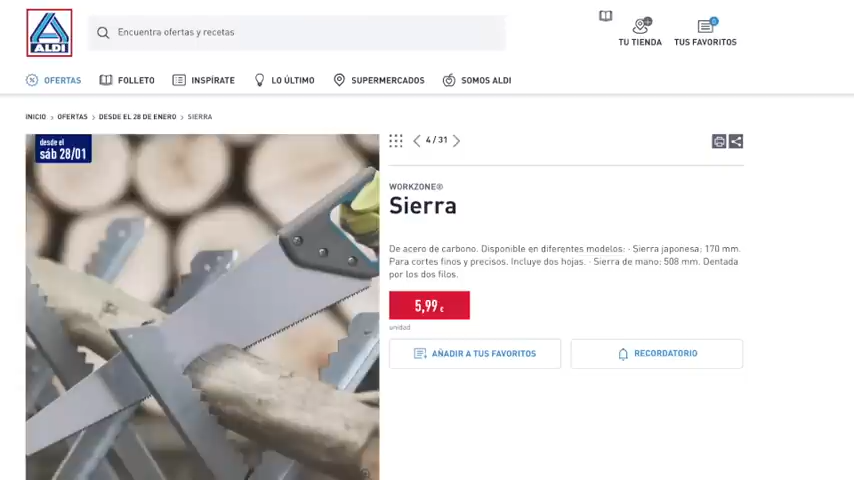 ALDI
Encuentra ofertas y recetas
TU TIENDA
0
TUS FAVORITOS
OFERTAS
FOLLETO
INSPÍRATE
LO ÚLTIMO
SUPERMERCADOS
SOMOS ALDI
INICIO > OFERTAS > DESDE EL 28 DE ENERO > SIERRA
desde el
sáb 28/01
4 / 31
WORKZONE®
Sierra
De acero de carbono. Disponible en diferentes modelos: · Sierra japonesa: 170 mm.
Para cortes finos y precisos. Incluye dos hojas. · Sierra de mano: 508 mm. Dentada
por los dos filos.
5,99 €
unidad
AÑADIR A TUS FAVORITOS
RECORDATORIO